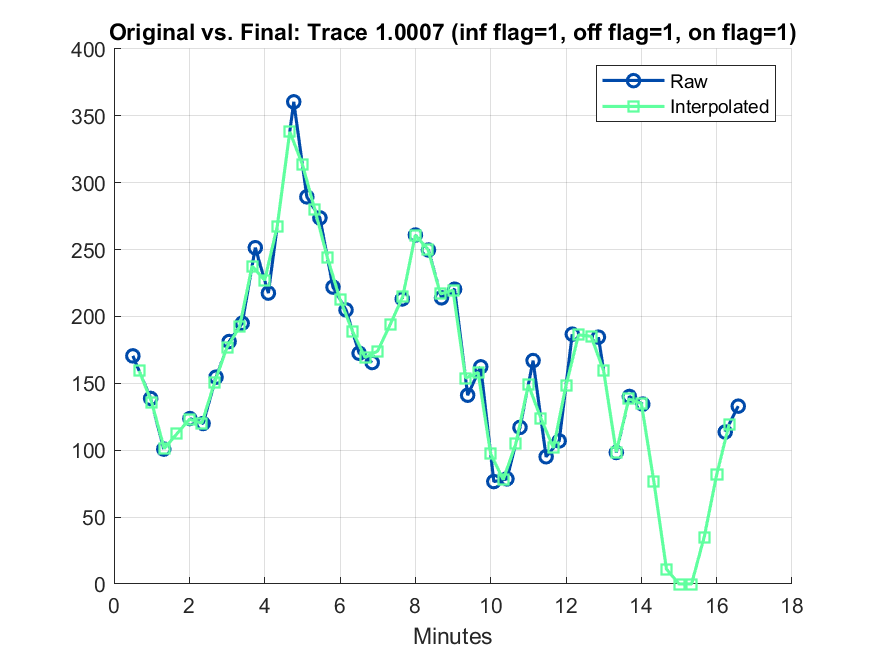 Original vs. Final: Trace 1.0007 (inf flag=1, off flag=1, on flag=1)
400
350
300
250
200
150
100
50
0
Raw
Interpolated
0 2 4 6 8 10 12 14 16 18
Minutes